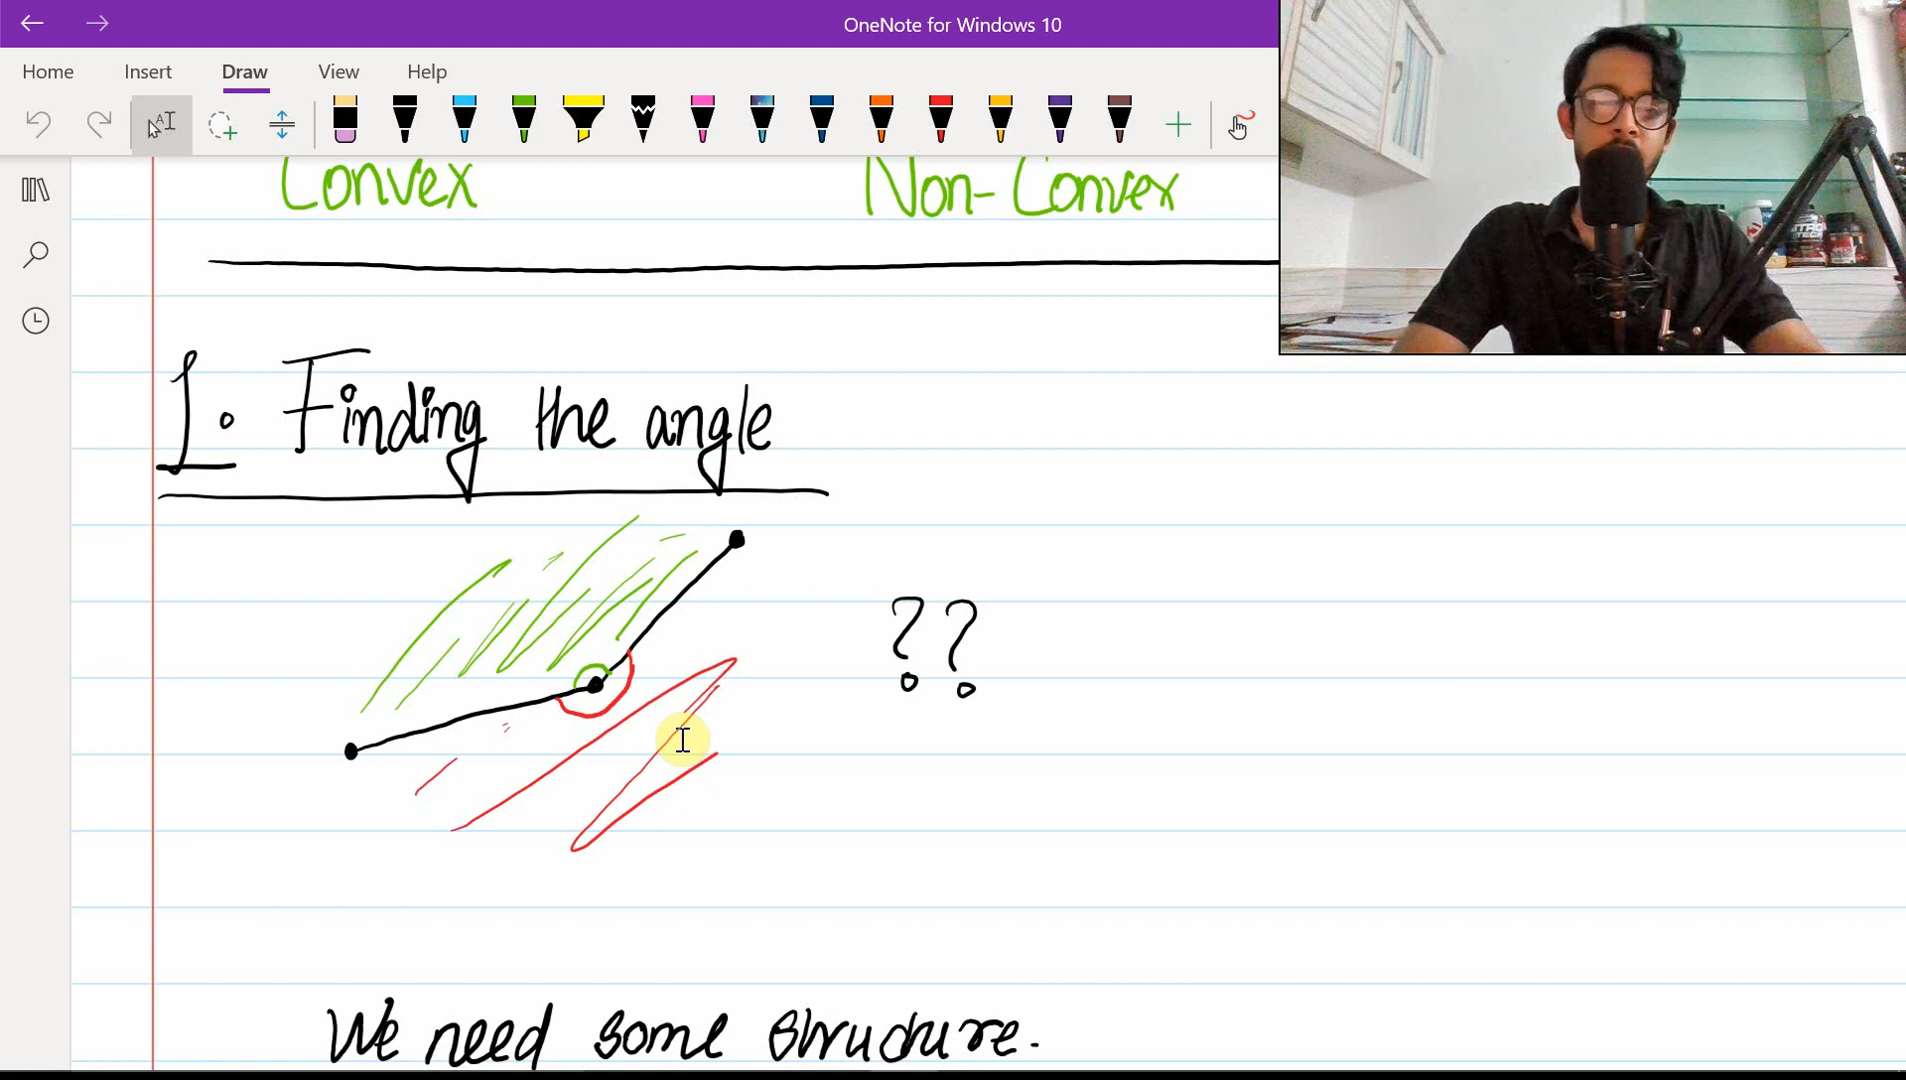 OneNote for Windows 10
Home Insert Draw View Help
Convex Non-Convex
1. Finding the angle
??
We need some structure.